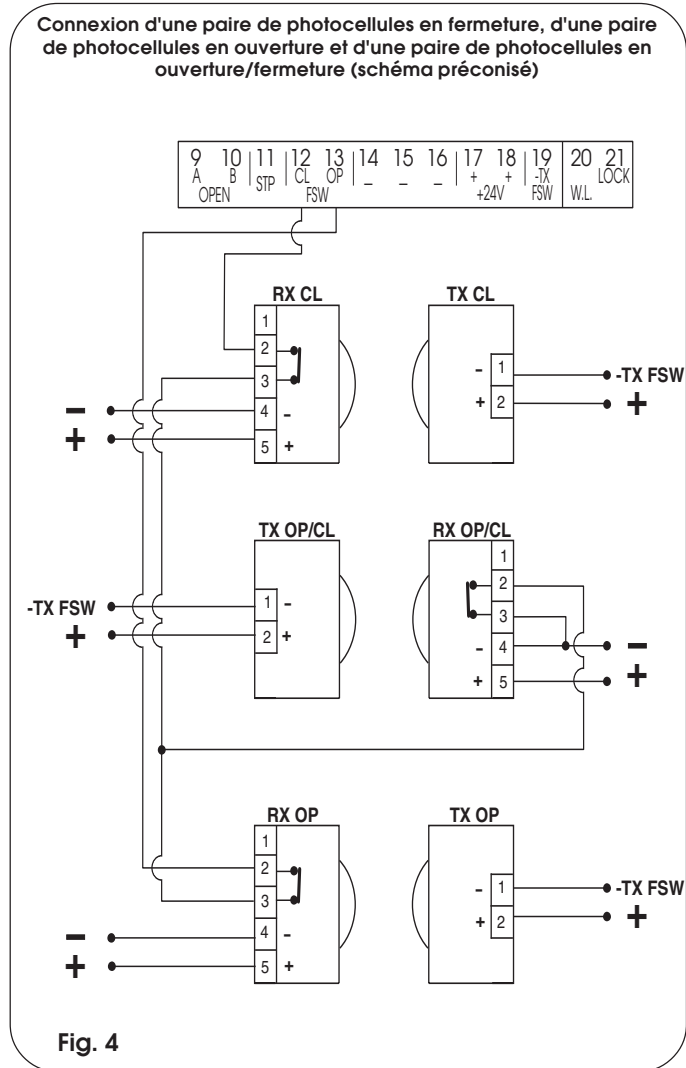 Connexion d'une paire de photocellules en fermeture, d'une paire
de photocellules en ouverture et d'une paire de photocellules en
ouverture/fermeture (schéma préconisé)
9 10 11 12 13 14 15 16 17 18 19 20 21
A B STP CL OP – – – + + -TX LOCK
OPEN FSW +24V FSW W.L.
RX CL TX CL
1
2
3
4 -
5 +
–
+
- 1 -TX FSW
+ 2 +
TX OP/CL RX OP/CL
-TX FSW 1 -
+ 2 +
1
2
3
- 4 –
+ 5 +
RX OP TX OP
1
2
3
– 4 -
+ 5 +
- 1 -TX FSW
+ 2 +
Fig. 4